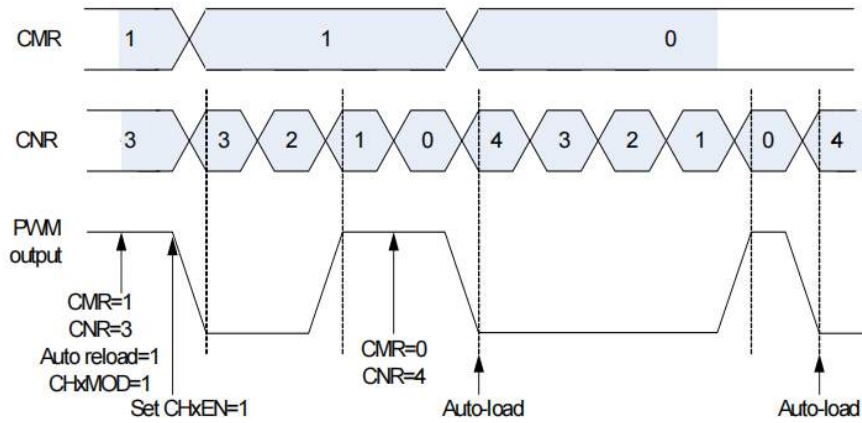 CMR 1 1 0
CNR 3 3 2 1 0 4 3 2 1 0 4
PWM
output
CMR=1
CNR=3
Auto reload=1
CHxMOD=1
Set CHxEN=1
CMR=0
CNR=4
Auto-load
Auto-load